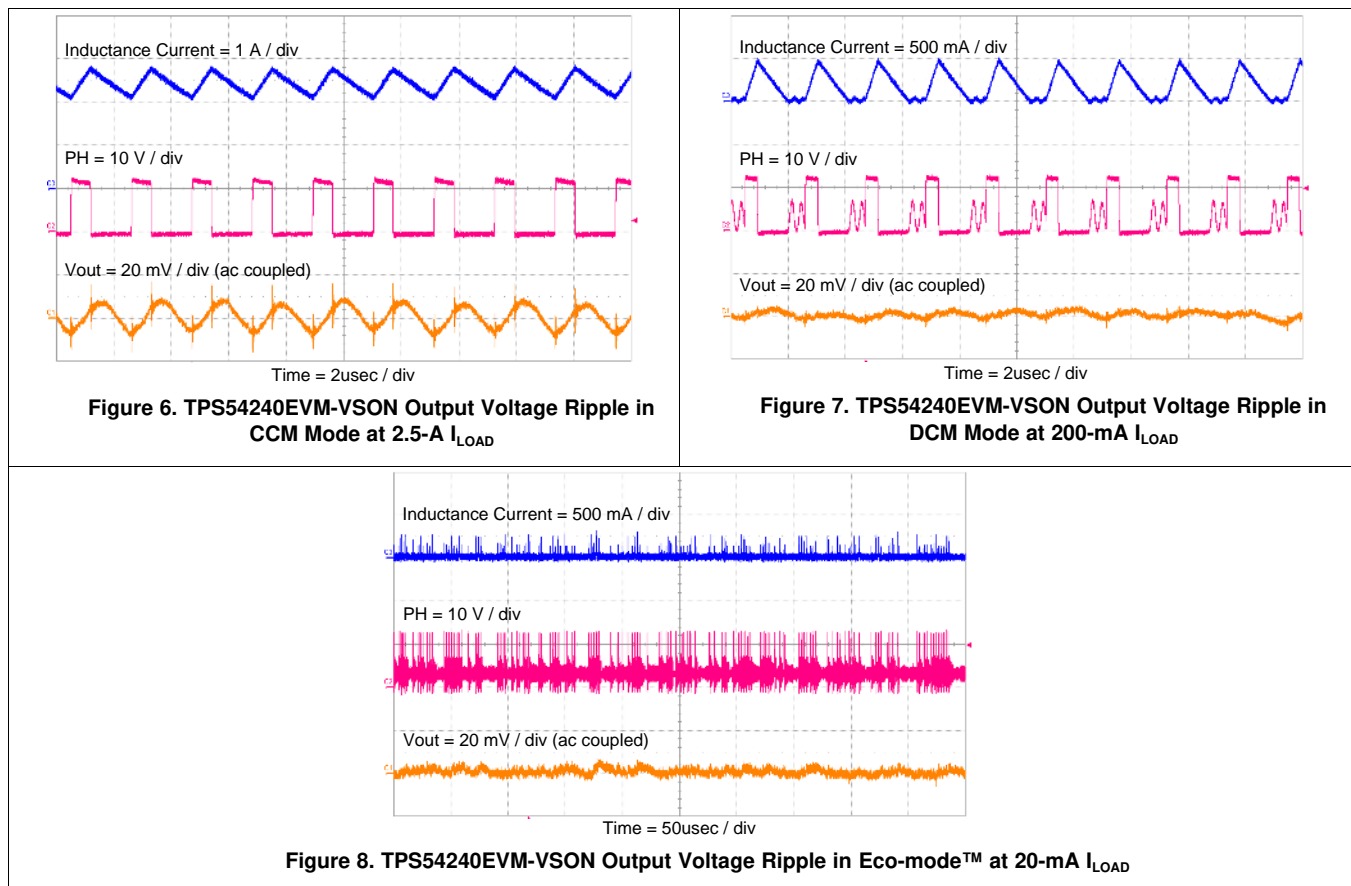 Inductance Current = 1 A / div
PH = 10 V / div
Vout = 20 mV / div (ac coupled)
Time = 2usec / div
Figure 6. TPS54240EVM-VSON Output Voltage Ripple in
CCM Mode at 2.5-A ILOAD
Inductance Current = 500 mA / div
PH = 10 V / div
Vout = 20 mV / div (ac coupled)
Time = 2usec / div
Figure 7. TPS54240EVM-VSON Output Voltage Ripple in
DCM Mode at 200-mA ILOAD
Inductance Current = 500 mA / div
PH = 10 V / div
Vout = 20 mV / div (ac coupled)
Time = 50usec / div
Figure 8. TPS54240EVM-VSON Output Voltage Ripple in Eco-mode™ at 20-mA ILOAD